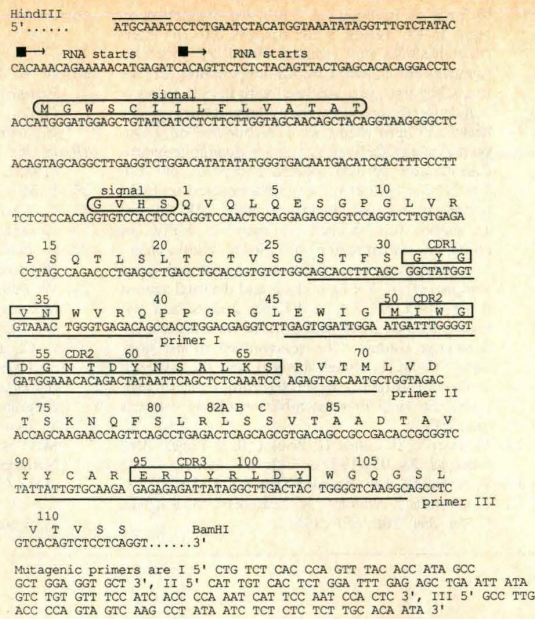 HindIII
5'...... ATGCAAATCCTCTGAATCTACATGGTAAATATAGGTTTGTCTATAC
RNA starts RNA starts
CACAAACAGAAAAACATGAGATCACAGTTCTCTCTACAGTTACTGAGCACACAGGACCTC
signal
M G W S C I I L F L V A T A T
ACCATGGGATGGAGCTGTATCATCCTCTTCTTGGTAGCAACAGCTACAGGTAAGGGGCTC
ACAGTAGCAGGCTTGAGGTCTGGACATATATATGGGTGACAATGACATCCACTTTGCCTT
signal 1 5 10
G V H S Q V Q L Q E S G P G L V R
TCTCTCCACAGGTGTCCACTCCCAGGTCCAACTGCAGGAGAGCGGTCCAGGTCTTGTGAGA
15 20 25 30 CDR1
P S Q T L S L T C T V S G S T F S G Y G
CCTAGCCAGACCCTGAGCCTGACCTGCACCGTGTCTGGCAGCACCTTCAGC GGCTATGGT
35 40 45 50 CDR2
V N W V R Q P P G R G L E W I G M I W G
GTAAAC TGGGTGAGACAGCCACCTGGACGAGGTCTTGAGTGGATTGGA ATGATTTGGGGT
primer I
55 CDR2 60 65 70
D G N T D Y N S A L K S R V T M L V D
GATGGAAACACAGACTATAATTCAGCTCTCAAATCC AGAGTGACAATGCTGGTAGAC
primer II
75 80 82A B C 85
T S K N Q F S L R L S S V T A A D T A V
ACCAGCAAGAACCAGTTCAGCCTGAGACTCAGCAGCGTGACAGCCGCCGACACCGCGGTC
90 95 CDR3 100 105
Y Y C A R E R D Y R L D Y W G Q G S L
TATTATTGTGCAAGA GAGAGAGATTATAGGCTTGACTAC TGGGGTCAAGGCAGCCTC
primer III
110
V T V S S BamHI
GTCACAGTCTCCTCAGGT......3'
Mutagenic primers are I 5' CTG TCT CAC CCA GTT TAC ACC ATA GCC
GCT GGA GGT GCT 3', II 5' CAT TGT CAC TCT GGA TTT GAG AGC TGA ATT ATA
GTC TGT GTT TCC ATC ACC CCA AAT CAT TCC AAT CCA CTC 3', III 5' GCC TTG
ACC CCA GTA GTC AAG CCT ATA ATC TCT CTC TCT TGC ACA ATA 3'